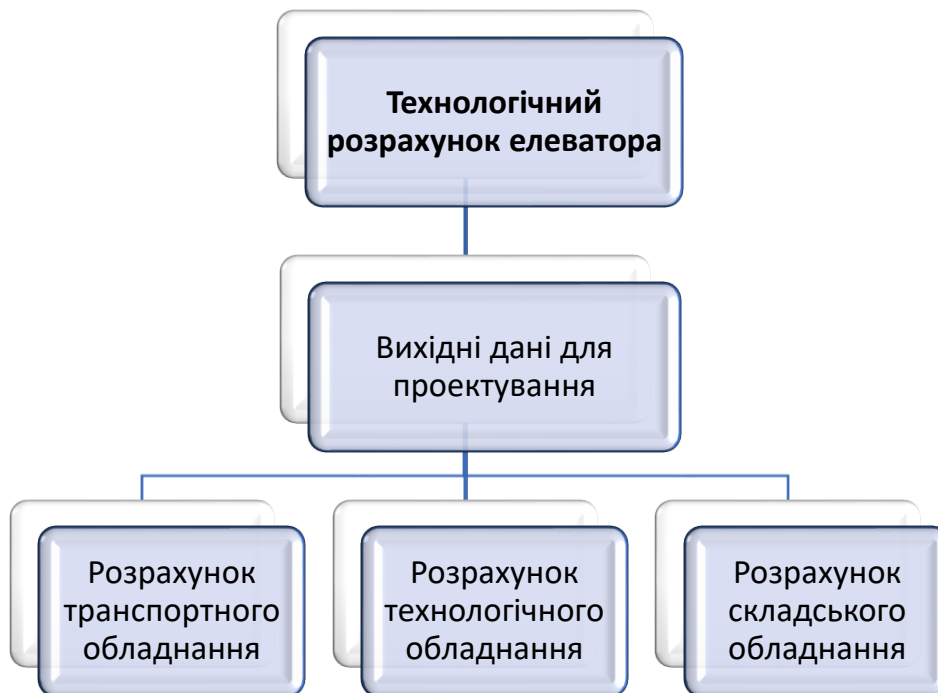 Технологічний
розрахунок елеватора
Вихідні дані для
проектування
Розрахунок
транспортного
обладнання
Розрахунок
технологічного
обладнання
Розрахунок
складського
обладнання